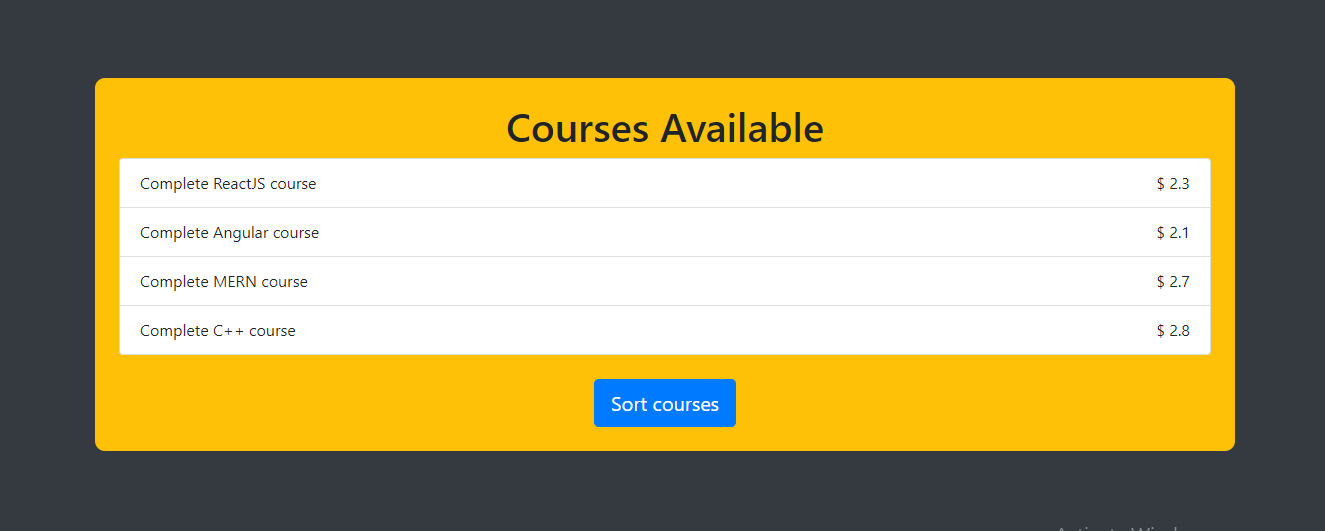 Courses Available
Complete ReactJS course $ 2.3
Complete Angular course $ 2.1
Complete MERN course $ 2.7
Complete C++ course $ 2.8
Sort courses